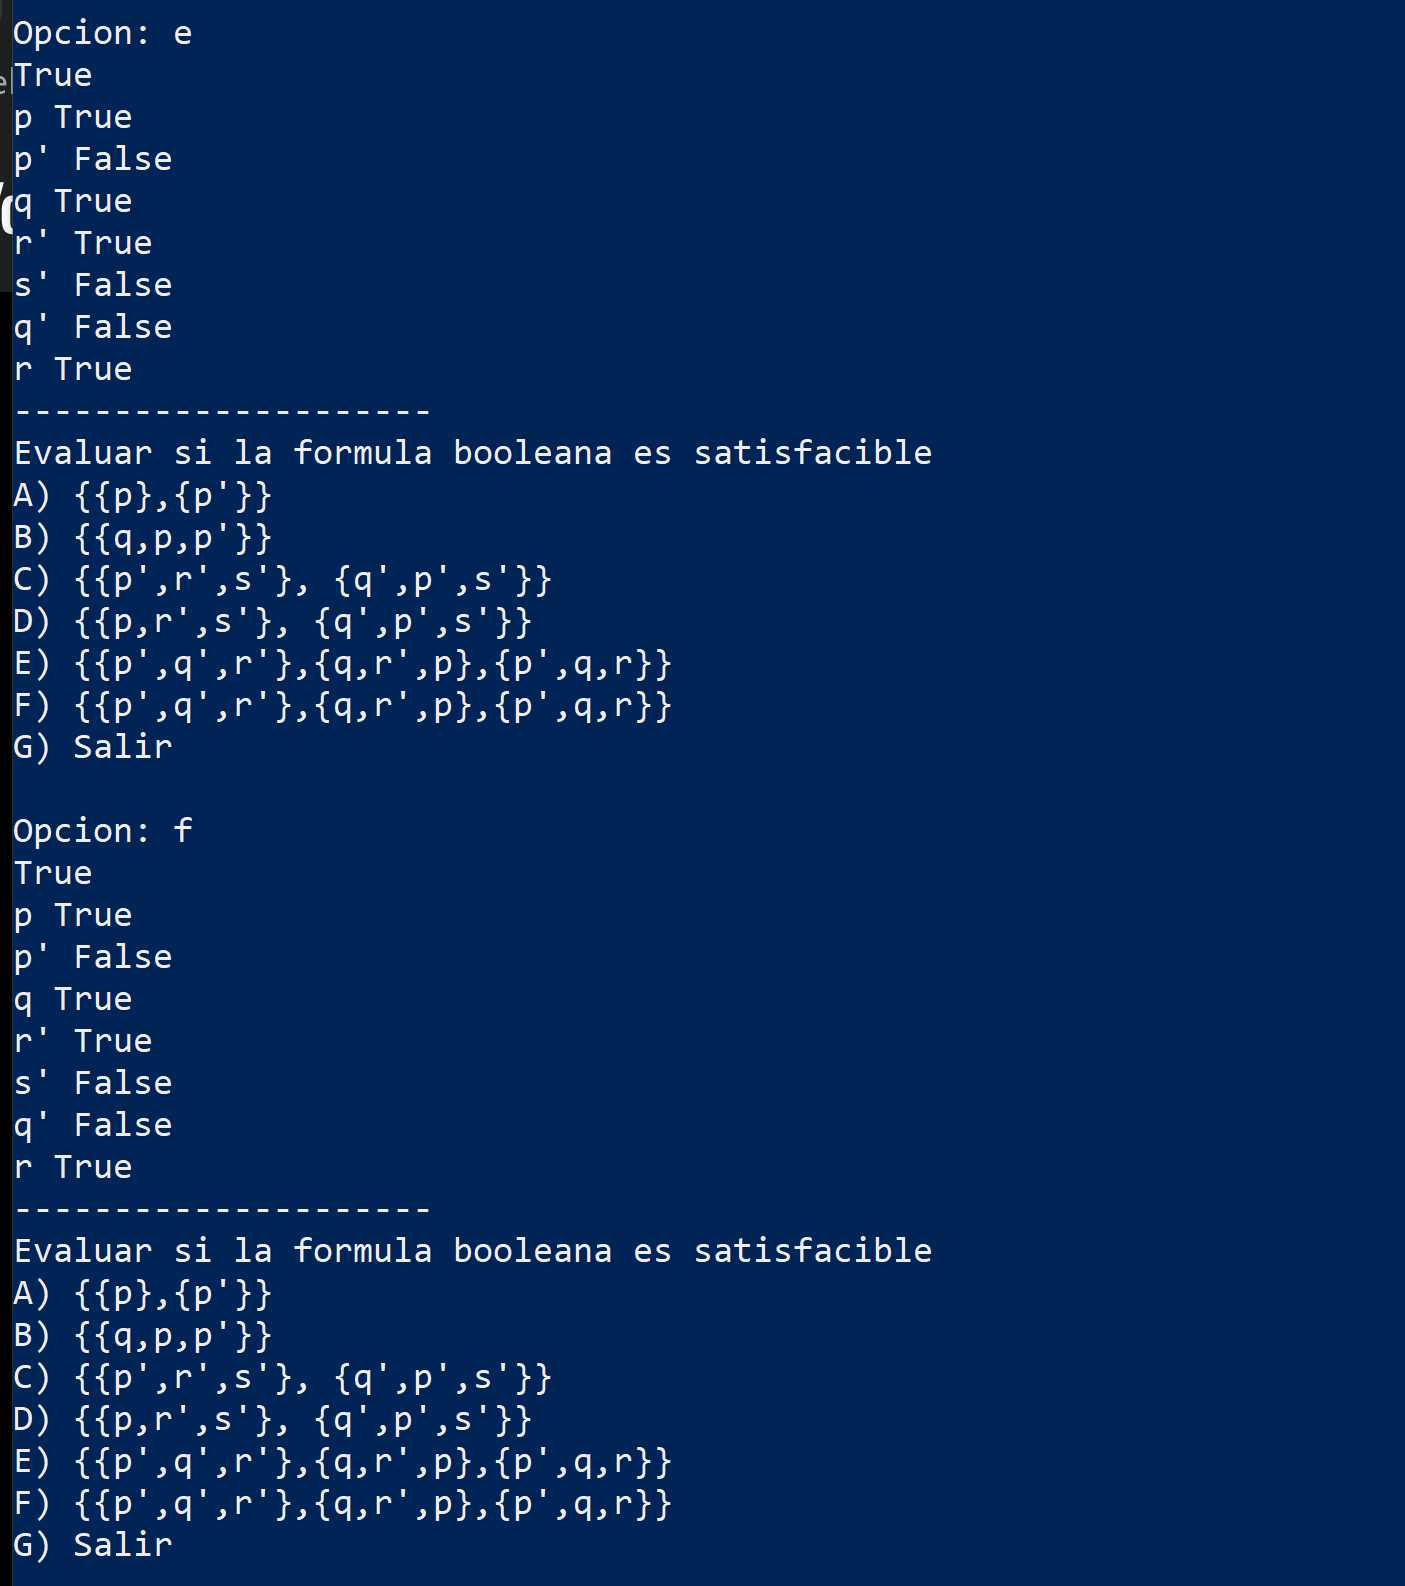 Opcion: e
True
p True
p' False
q True
r' True
s' False
q' False
r True
---------------------
Evaluar si la formula booleana es satisfacible
A) {{p},{p'}}
B) {{q,p,p'}}
C) {{p',r',s'}, {q',p',s'}}
D) {{p,r',s'}, {q',p',s'}}
E) {{p',q',r'},{q,r',p},{p',q,r}}
F) {{p',q',r'},{q,r',p},{p',q,r}}
G) Salir
Opcion: f
True
p True
p' False
q True
r' True
s' False
q' False
r True
---------------------
Evaluar si la formula booleana es satisfacible
A) {{p},{p'}}
B) {{q,p,p'}}
C) {{p',r',s'}, {q',p',s'}}
D) {{p,r',s'}, {q',p',s'}}
E) {{p',q',r'},{q,r',p},{p',q,r}}
F) {{p',q',r'},{q,r',p},{p',q,r}}
G) Salir